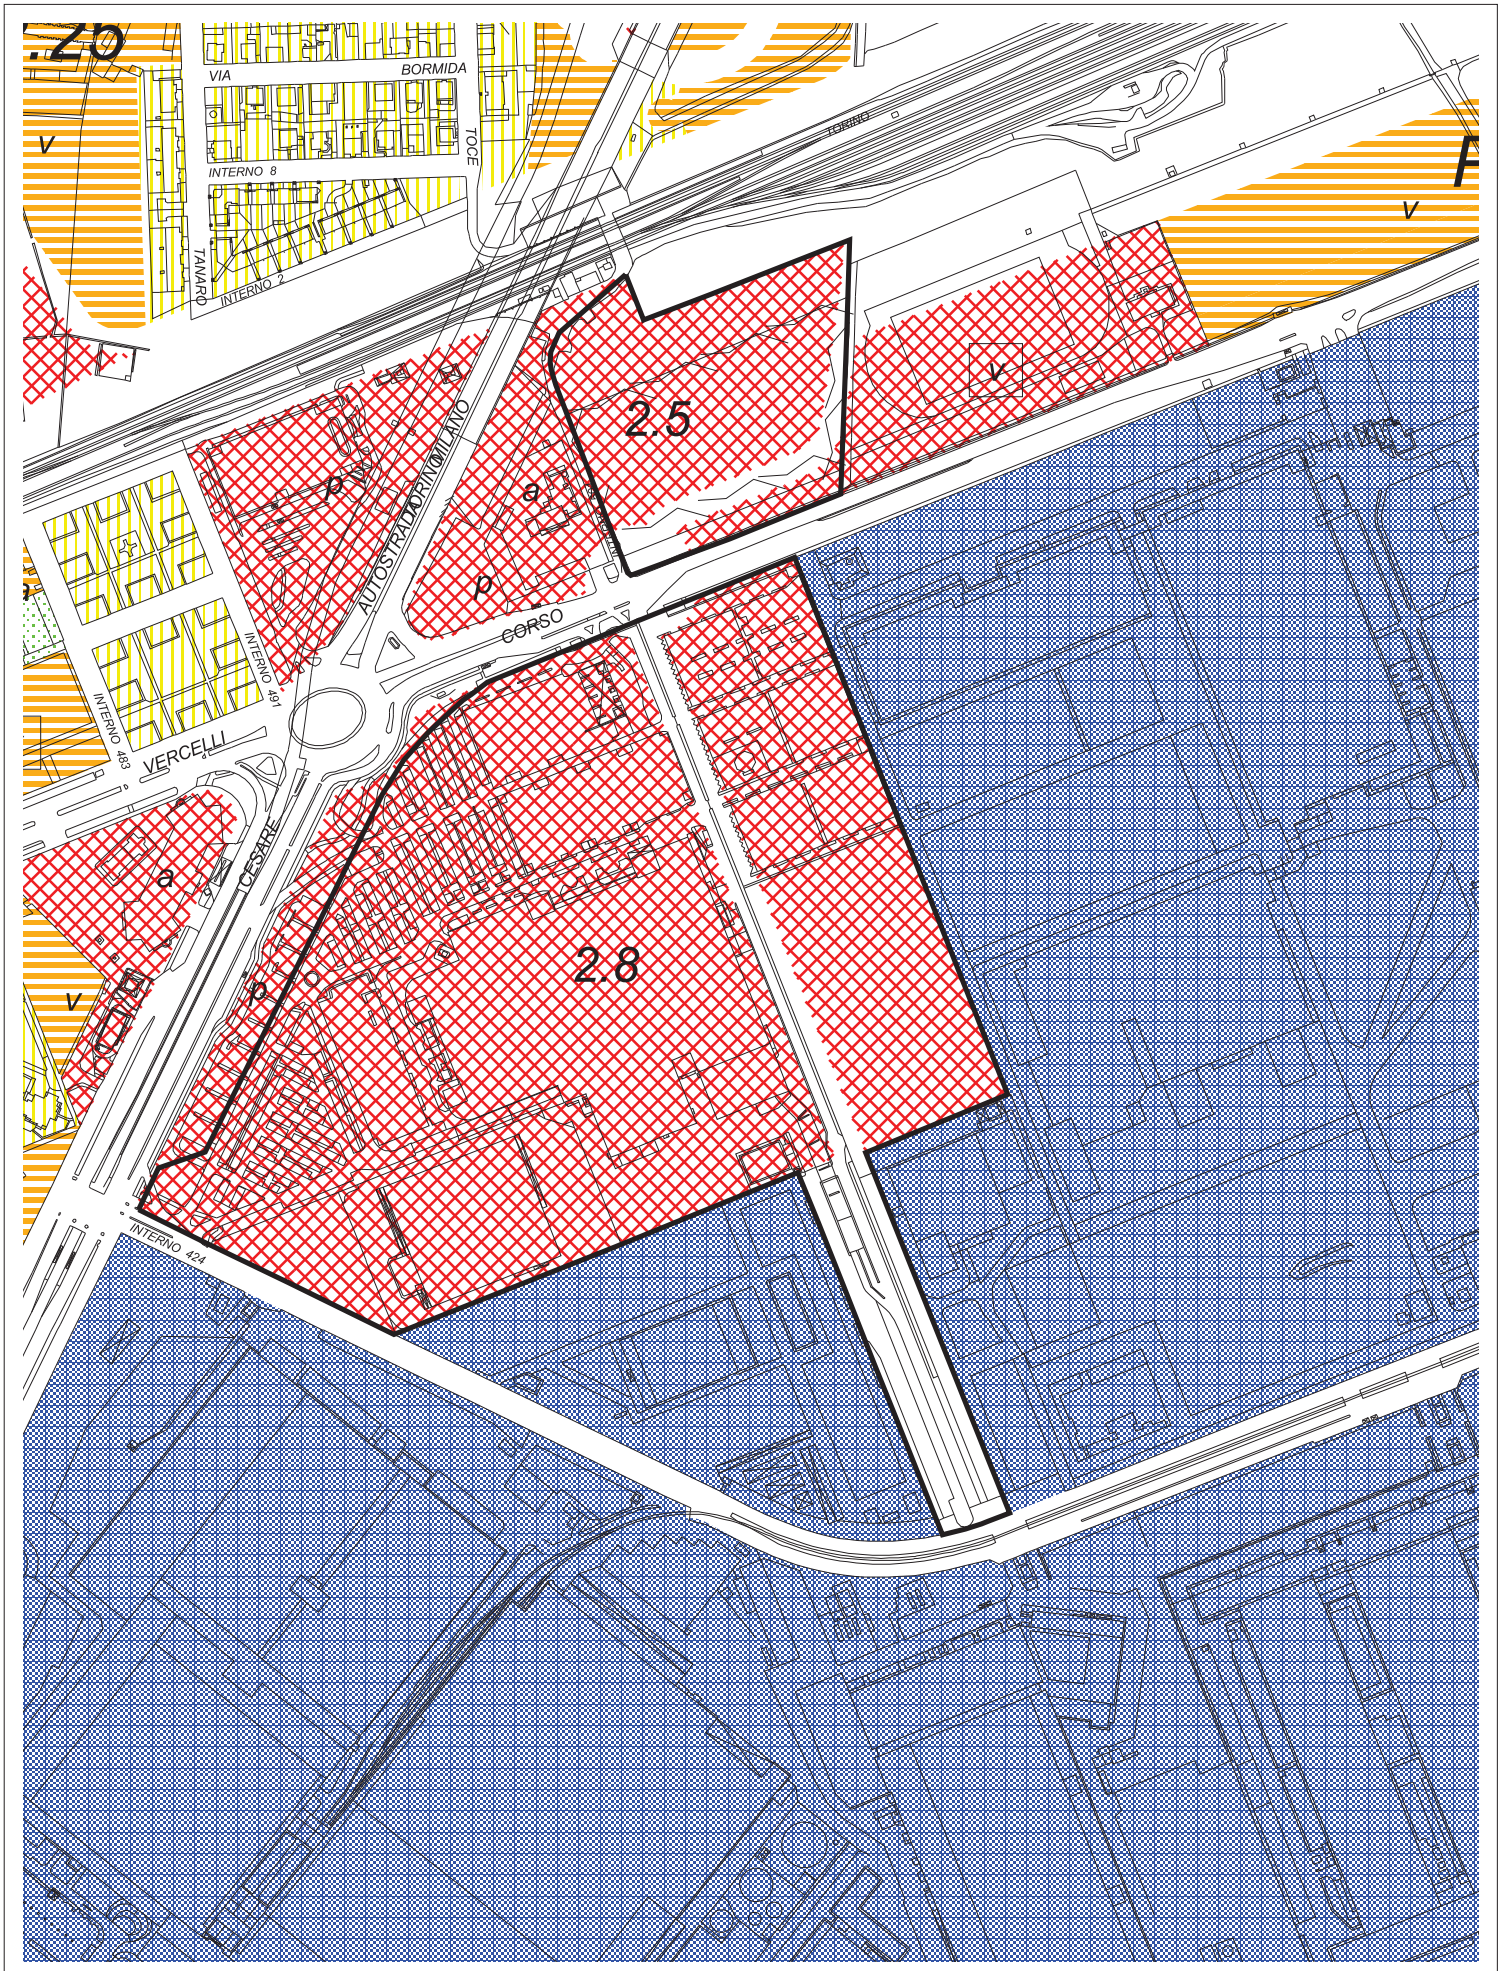 .25
VIA BORMIDA
TOCE
TORINO
v
INTERNO 8
TANARO
INTERNO 2
v
v
2.5
AUTOSTRADA TORINO MILANO
p
a
p
CORSO
INTERNO 491
INTERNO 483
VERCELLI
CESARE
a
2.8
p
v
INTERNO 424